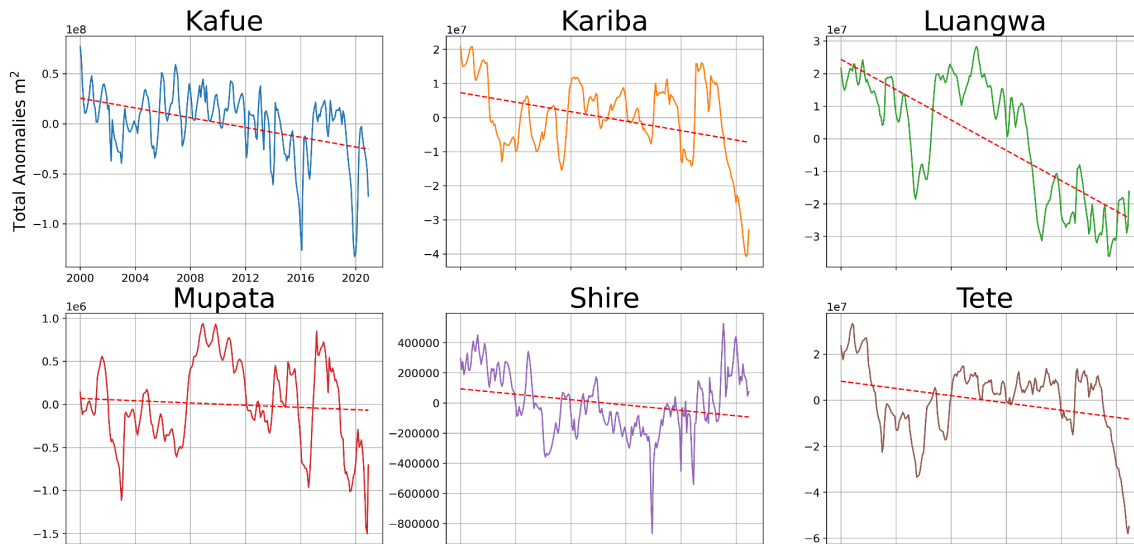 Kafue
Kariba
Luangwa
1e8
1e7
1e7
Total Anomalies m²
0.5
0.0
−0.5
−1.0
2000 2004 2008 2012 2016 2020
2
1
0
−1
−2
−3
−4
3
2
1
0
−1
−2
−3
Mupata
Shire
Tete
1e6
1e7
1.0
0.5
0.0
−0.5
−1.0
−1.5
400000
200000
0
−200000
−400000
−600000
−800000
2
0
−2
−4
−6